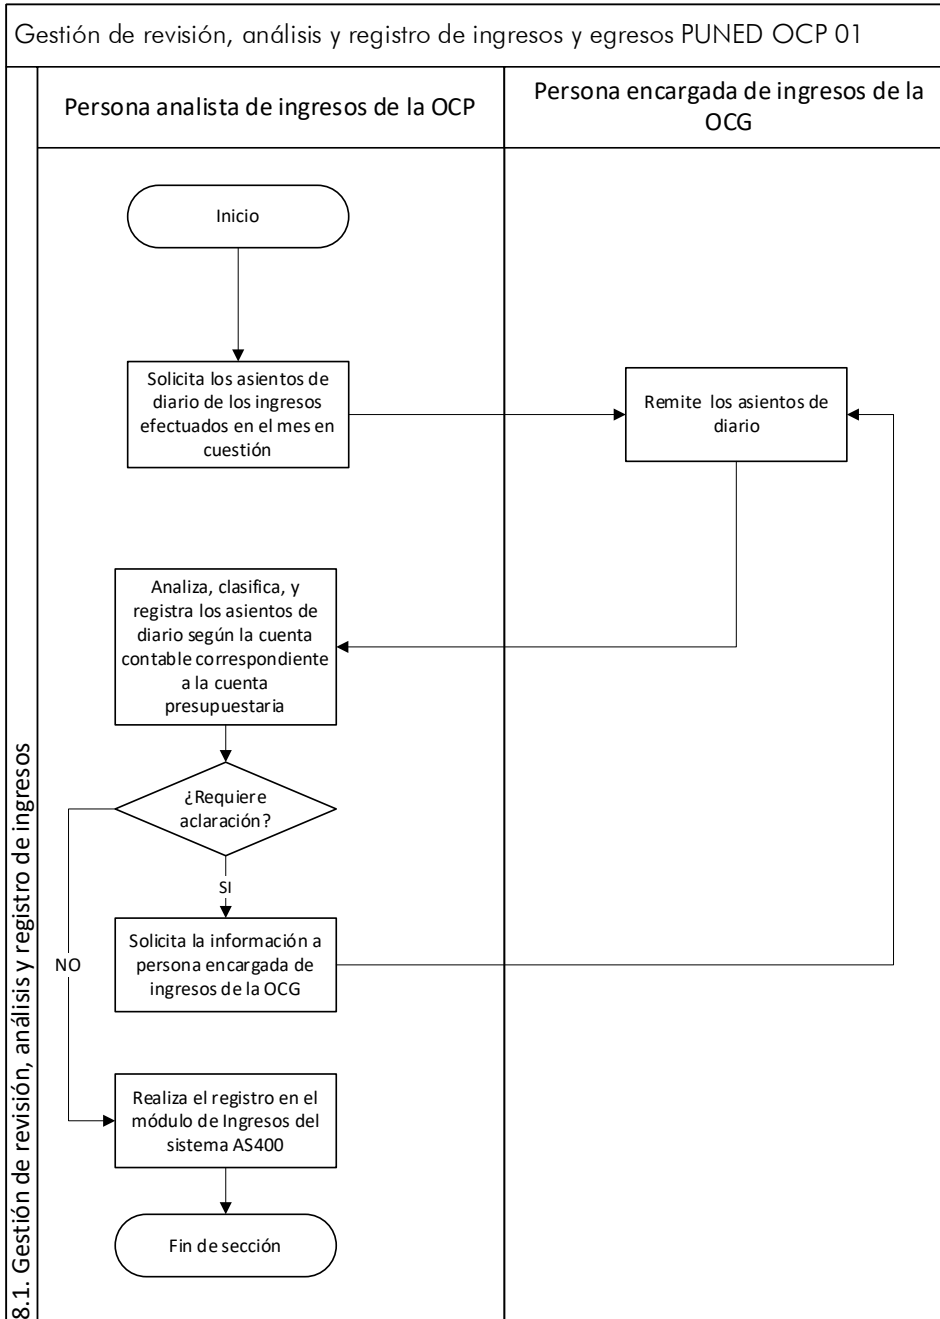 Gestión de revisión, análisis y registro de ingresos y egresos PUNED OCP 01
8.1. Gestión de revisión, análisis y registro de ingresos
Persona analista de ingresos de la OCP
Persona encargada de ingresos de la
OCG
Inicio
Solicita los asientos de
diario de los ingresos
efectuados en el mes en
cuestión
Remite los asientos de
diario
Analiza, clasifica, y
registra los asientos de
diario según la cuenta
contable correspondiente
a la cuenta
presupuestaria
¿Requiere
aclaración?
SI
NO
Solicita la información a
persona encargada de
ingresos de la OCG
Realiza el registro en el
módulo de Ingresos del
sistema AS400
Fin de sección